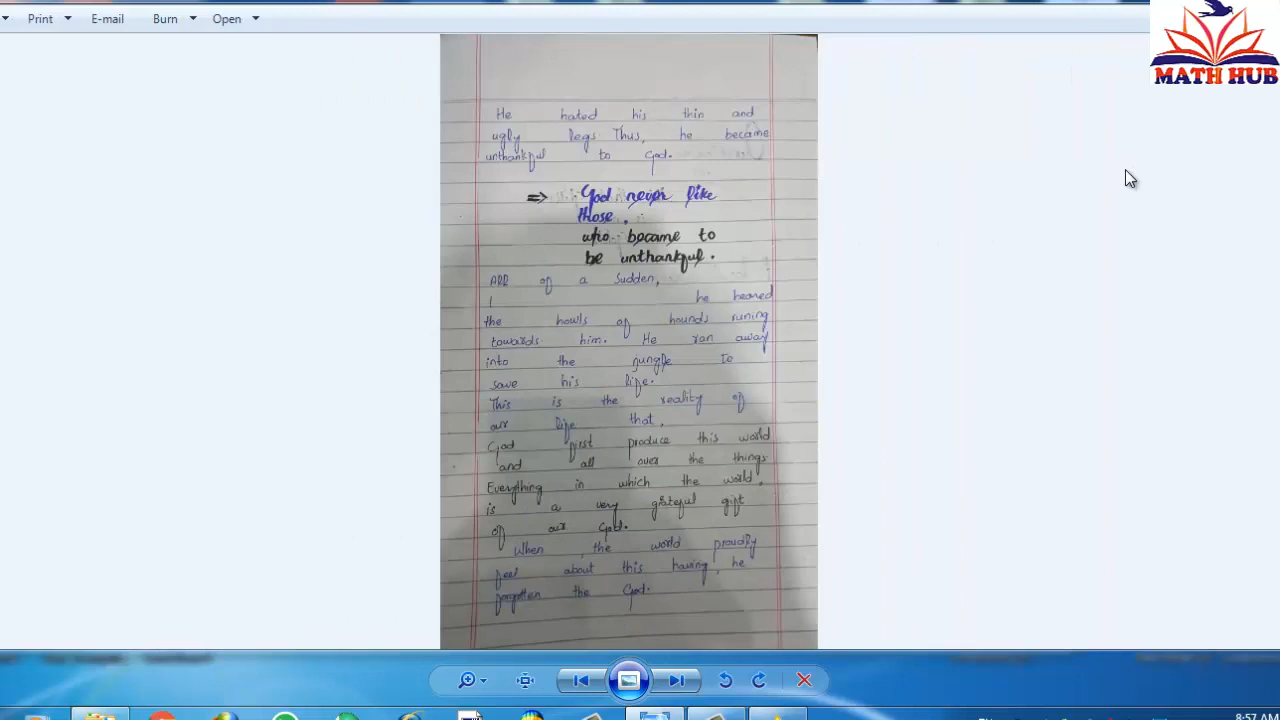 Print E-mail Burn Open
MATH HUB
He hated his thin and
ugly legs Thus, he became
unthankful to God.
⇒ God never like
those.
who became to
be unthankful.
All of a Sudden,
he heared
the howls of hounds runing
towards him. He ran away
into the jungle to
save his life.
This is the reality of
our life that,
God first produce this world
and all over the things
Everything in which the world,
is a very grateful gift
of our God.
When, the world proudly
feel about this having, he
forgotten the God.
8:57 AM